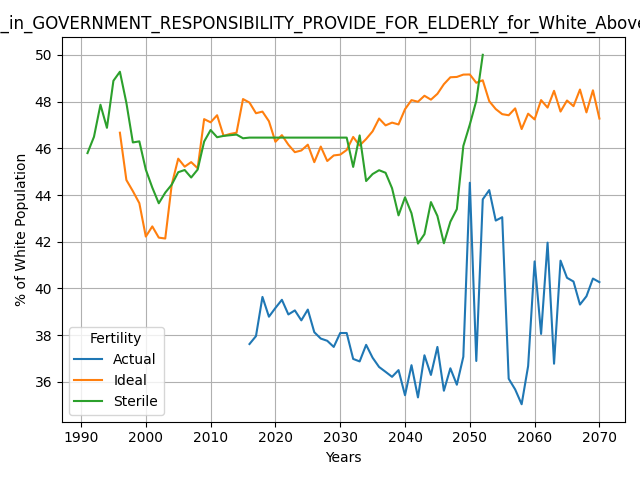 _in_GOVERNMENT_RESPONSIBILITY_PROVIDE_FOR_ELDERLY_for_White_Above
% of White Population
50
48
46
44
42
40
38
36
Fertility
Actual
Ideal
Sterile
1990 2000 2010 2020 2030 2040 2050 2060 2070
Years